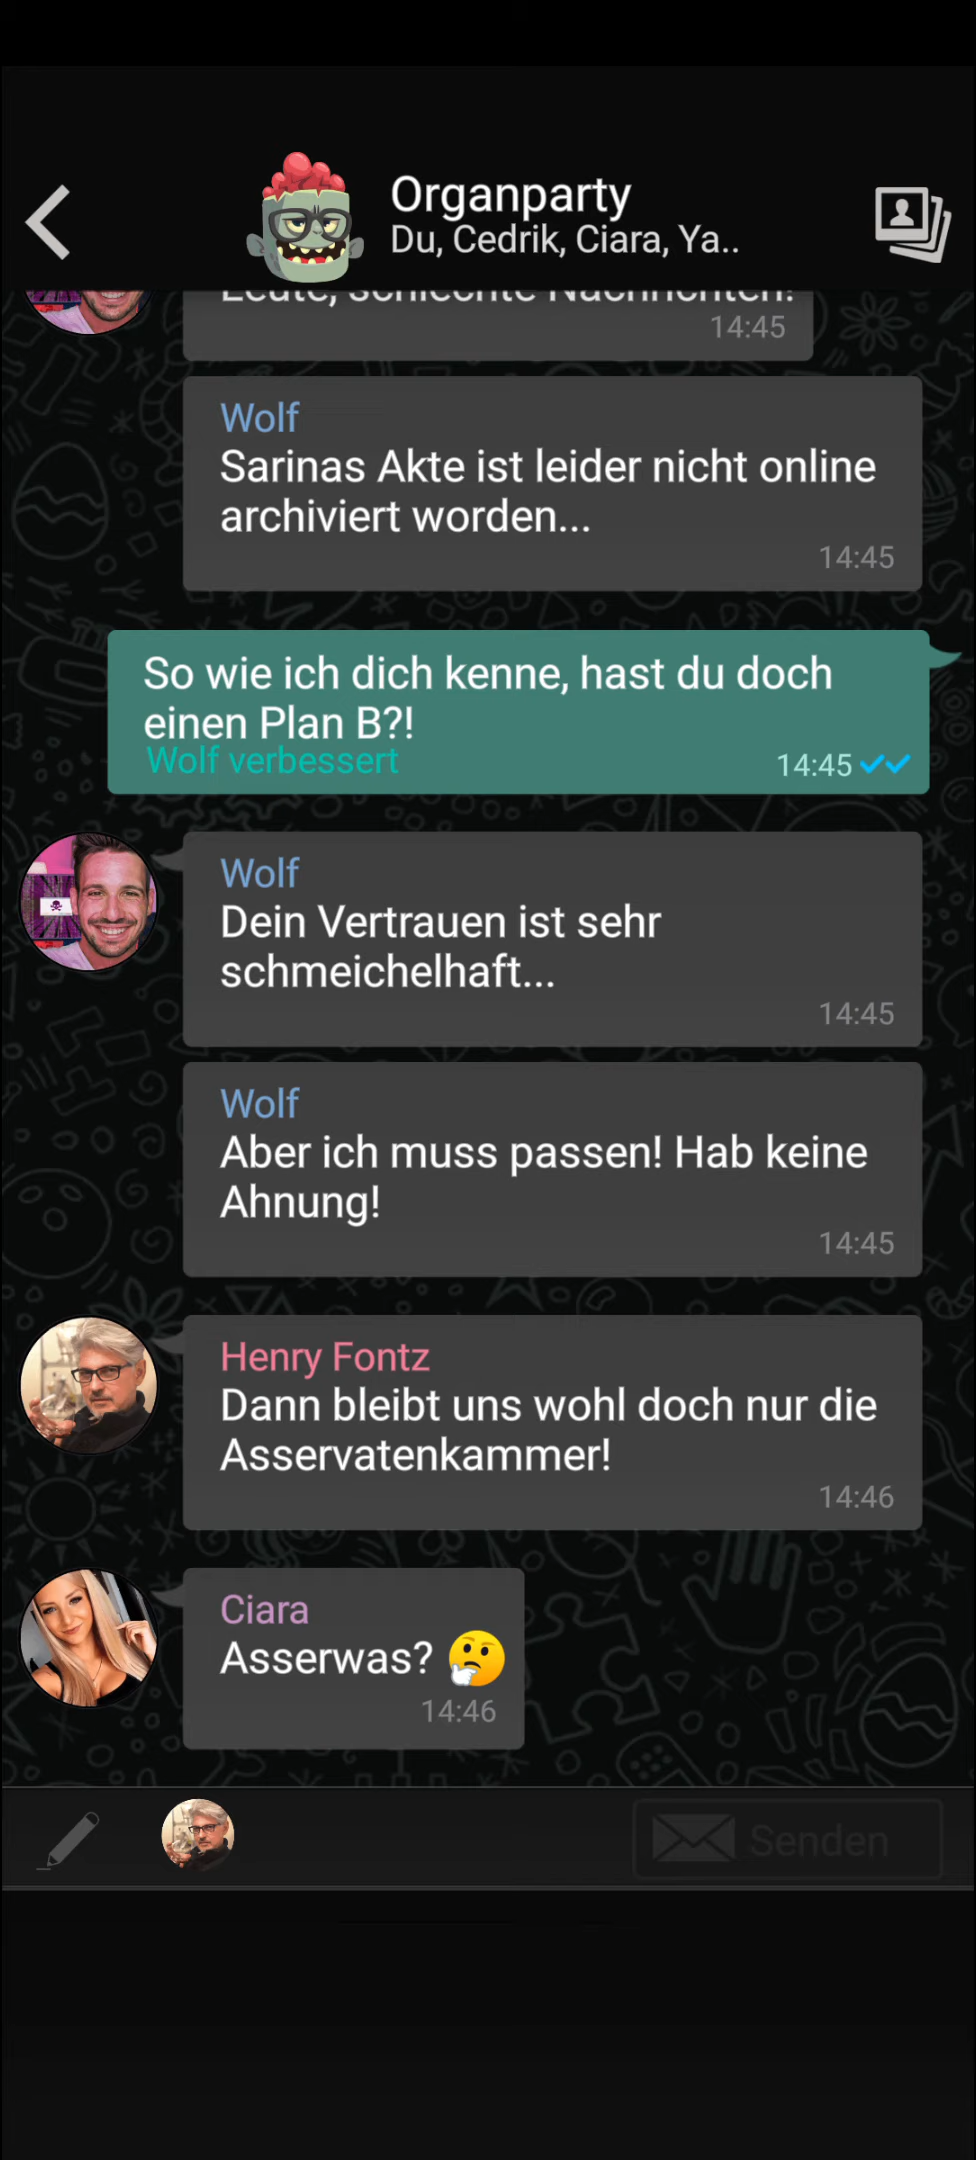 Organparty
Du, Cedrik, Ciara, Ya..
Leute, schlechte Nachrichten!
14:45
Wolf
Sarinas Akte ist leider nicht online
archiviert worden...
14:45
So wie ich dich kenne, hast du doch
einen Plan B?!
Wolf verbessert
14:45
Wolf
Dein Vertrauen ist sehr
schmeichelhaft...
14:45
Wolf
Aber ich muss passen! Hab keine
Ahnung!
14:45
Henry Fontz
Dann bleibt uns wohl doch nur die
Asservatenkammer!
14:46
Ciara
Asserwas? 🤔
14:46
Senden